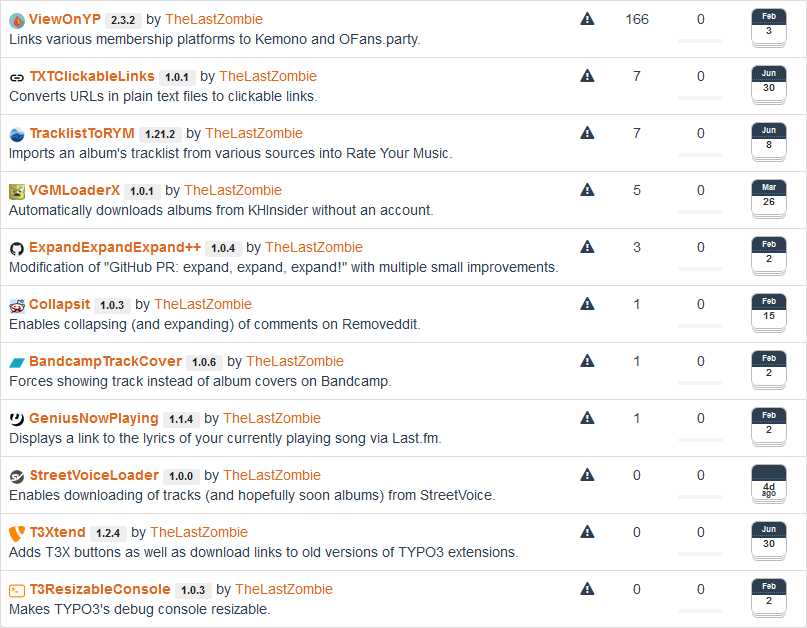 ViewOnYP 2.3.2 by TheLastZombie 166 0 Feb 3
Links various membership platforms to Kemono and OFans.party.
TXTClickableLinks 1.0.1 by TheLastZombie 7 0 Jun 30
Converts URLs in plain text files to clickable links.
TracklistToRYM 1.21.2 by TheLastZombie 7 0 Jun 8
Imports an album's tracklist from various sources into Rate Your Music.
VGMLoaderX 1.0.1 by TheLastZombie 5 0 Mar 26
Automatically downloads albums from KHInsider without an account.
ExpandExpandExpand++ 1.0.4 by TheLastZombie 3 0 Feb 2
Modification of "GitHub PR: expand, expand, expand!" with multiple small improvements.
Collapsit 1.0.3 by TheLastZombie 1 0 Feb 15
Enables collapsing (and expanding) of comments on Removeddit.
BandcampTrackCover 1.0.6 by TheLastZombie 1 0 Feb 2
Forces showing track instead of album covers on Bandcamp.
GeniusNowPlaying 1.1.4 by TheLastZombie 1 0 Feb 2
Displays a link to the lyrics of your currently playing song via Last.fm.
StreetVoiceLoader 1.0.0 by TheLastZombie 0 0 4d ago
Enables downloading of tracks (and hopefully soon albums) from StreetVoice.
T3Xtend 1.2.4 by TheLastZombie 0 0 Jun 30
Adds T3X buttons as well as download links to old versions of TYPO3 extensions.
T3ResizableConsole 1.0.3 by TheLastZombie 0 0 Feb 2
Makes TYPO3's debug console resizable.